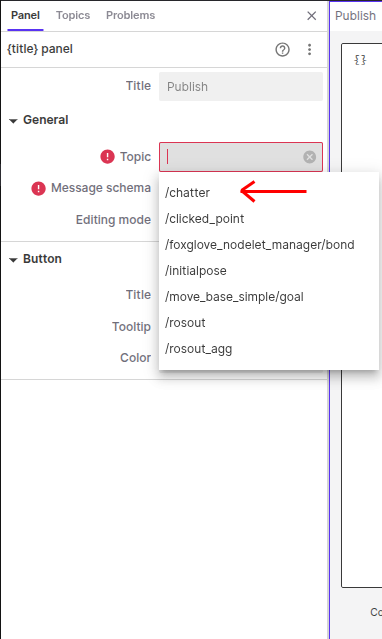 Panel Topics Problems
Publish
{title} panel
{}
Title Publish
General
Topic
Message schema
/chatter
/clicked_point
Editing mode
/foxglove_nodelet_manager/bond
Button
/initialpose
Title
/move_base_simple/goal
Tooltip
/rosout
Color
/rosout_agg
Co